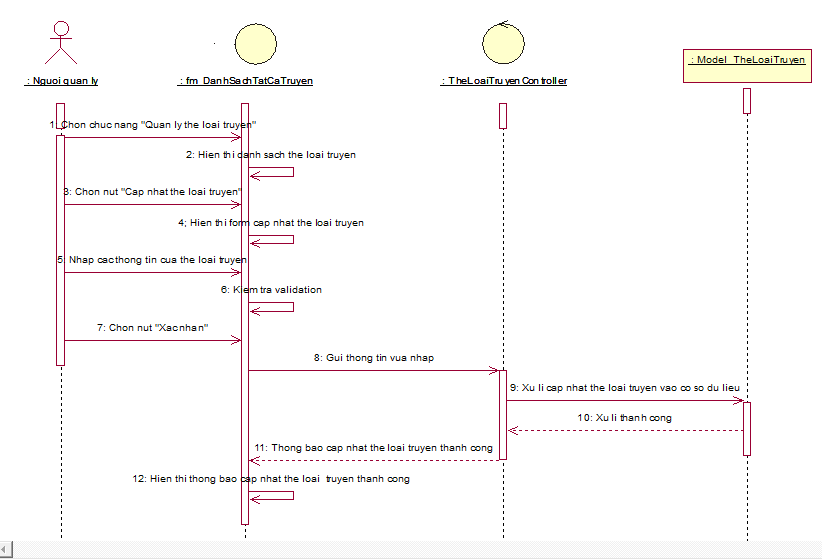 : Nguoi quan ly
: fm_DanhSachTatCaTruyen
: TheLoaiTruyenController
: Model_TheLoaiTruyen
1: Chon chuc nang "Quan ly the loai truyen"
2: Hien thi danh sach the loai truyen
3: Chon nut "Cap nhat the loai truyen"
4; Hien thi form cap nhat the loai truyen
5: Nhap cac thong tin cua the loai truyen
6: Kiem tra validation
7: Chon nut "Xac nhan"
8: Gui thong tin vua nhap
9: Xu li cap nhat the loai truyen vao co so du lieu
10: Xu li thanh cong
11: Thong bao cap nhat the loai truyen thanh cong
12: Hien thi thong bao cap nhat the loai truyen thanh cong